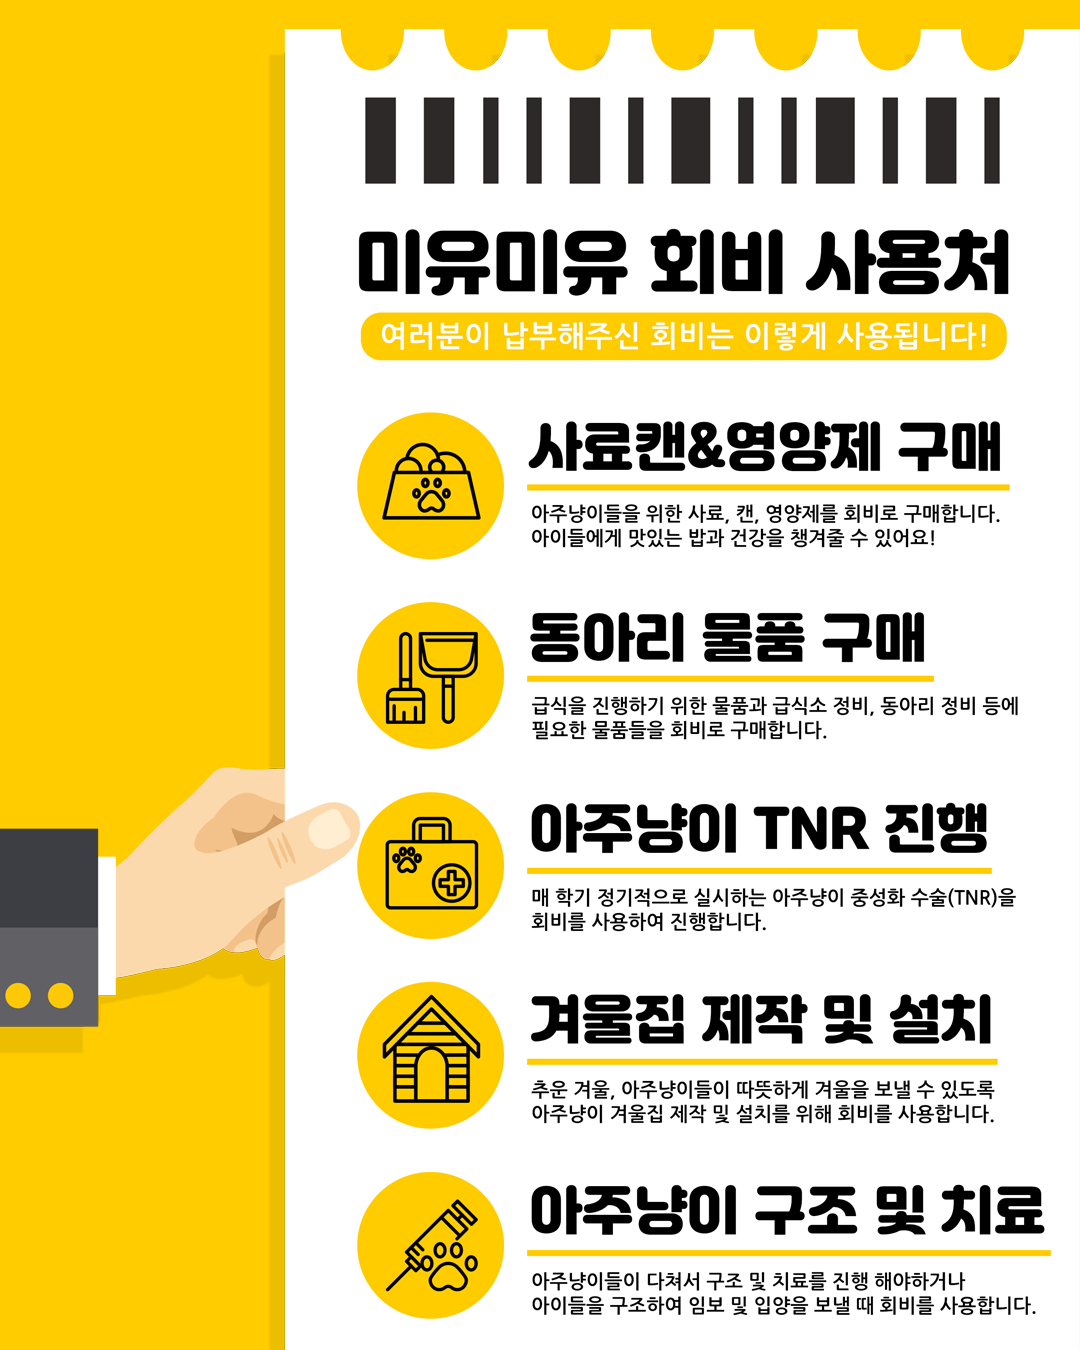 미유미유 회비 사용처
여러분이 납부해주신 회비는 이렇게 사용됩니다!
사료캔&영양제 구매
아주냥이들을 위한 사료, 캔, 영양제를 회비로 구매합니다.
아이들에게 맛있는 밥과 건강을 챙겨줄 수 있어요!
동아리 물품 구매
급식을 진행하기 위한 물품과 급식소 정비, 동아리 정비 등에
필요한 물품들을 회비로 구매합니다.
아주냥이 TNR 진행
매 학기 정기적으로 실시하는 아주냥이 중성화 수술(TNR)을
회비를 사용하여 진행합니다.
겨울집 제작 및 설치
추운 겨울, 아주냥이들이 따뜻하게 겨울을 보낼 수 있도록
아주냥이 겨울집 제작 및 설치를 위해 회비를 사용합니다.
아주냥이 구조 및 치료
아주냥이들이 다쳐서 구조 및 치료를 진행 해야하거나
아이들을 구조하여 임보 및 입양을 보낼 때 회비를 사용합니다.